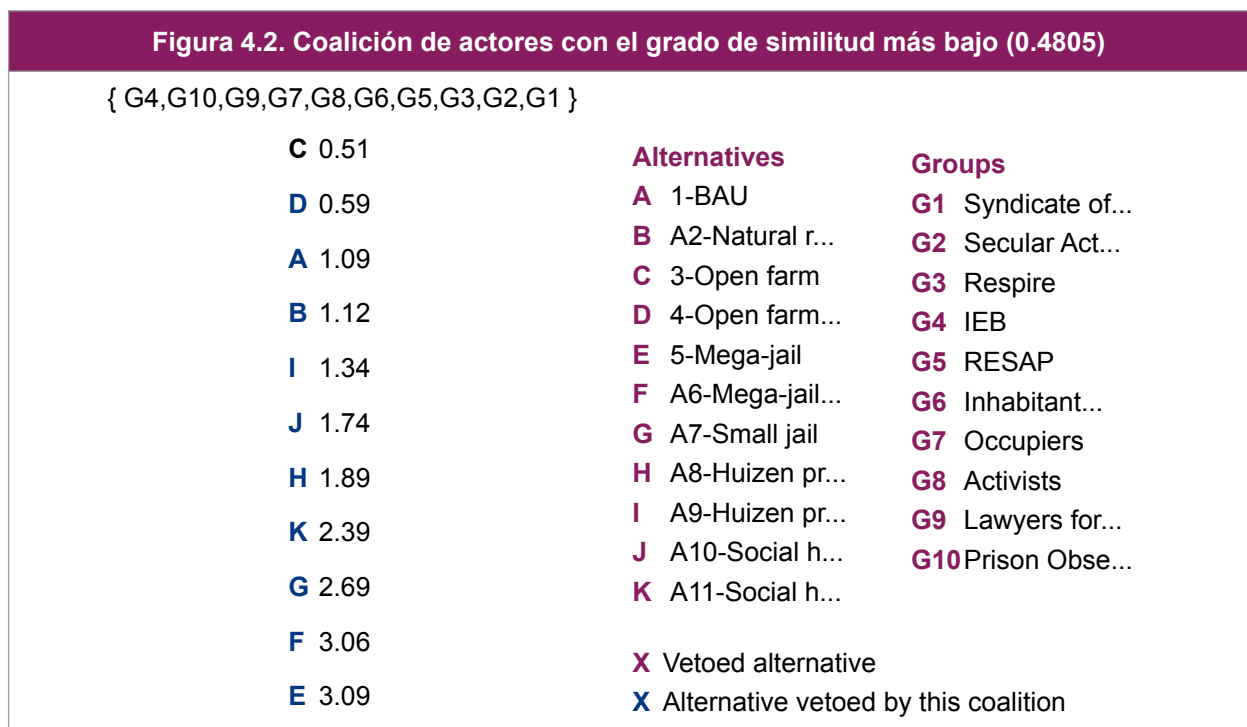 Figura 4.2. Coalición de actores con el grado de similitud más bajo (0.4805)
{ G4,G10,G9,G7,G8,G6,G5,G3,G2,G1 }
C 0.51
D 0.59
A 1.09
B 1.12
I 1.34
J 1.74
H 1.89
K 2.39
G 2.69
F 3.06
E 3.09
Alternatives
A 1-BAU
B A2-Natural r...
C 3-Open farm
D 4-Open farm...
E 5-Mega-jail
F A6-Mega-jail...
G A7-Small jail
H A8-Huizen pr...
I A9-Huizen pr...
J A10-Social h...
K A11-Social h...
X Vetoed alternative
X Alternative vetoed by this coalition
Groups
G1 Syndicate of...
G2 Secular Act...
G3 Respire
G4 IEB
G5 RESAP
G6 Inhabitant...
G7 Occupiers
G8 Activists
G9 Lawyers for...
G10 Prison Obse...